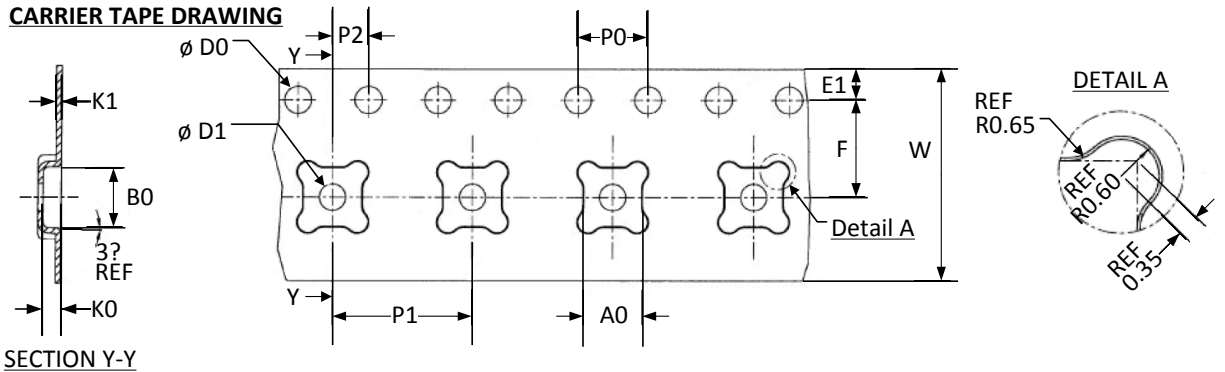 CARRIER TAPE DRAWING
ø D0
Y
P2
P0
E1
DETAIL A
K1
REF
R0.65
ø D1
F
W
B0
REF
R0.60
3?
REF
Detail A
REF
0.35
K0
Y
P1
A0
SECTION Y-Y